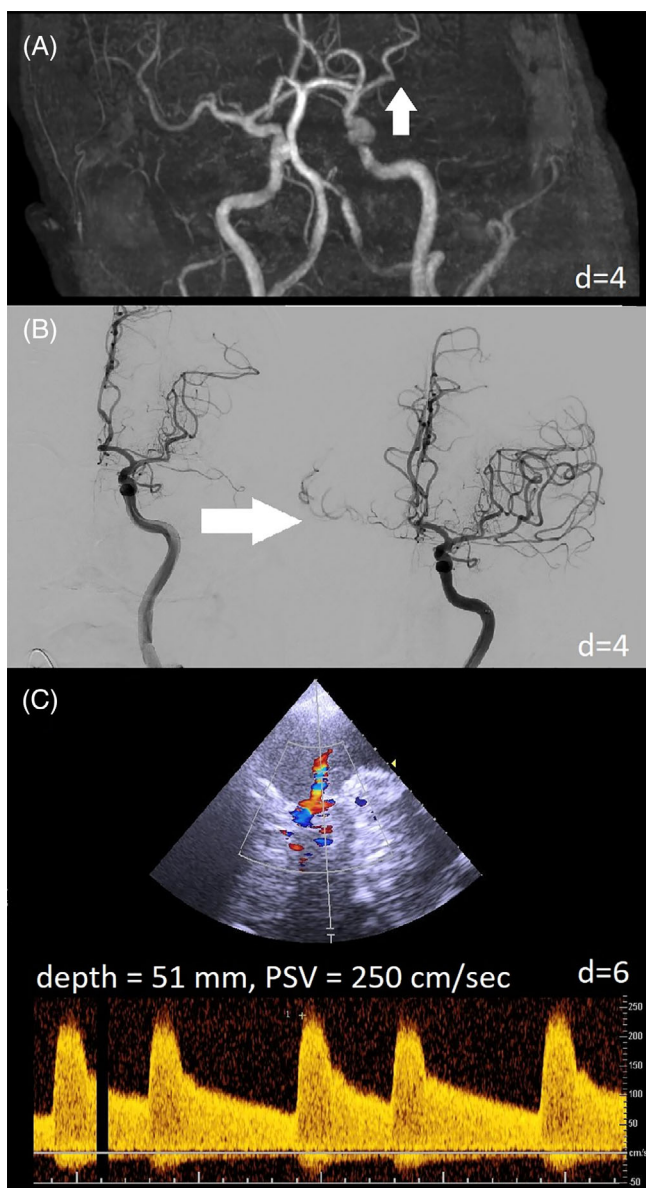 (A)
d=4
(B)
d=4
(C)
depth = 51 mm, PSV = 250 cm/sec
d=6
250
200
150
100
50
cm/s
50